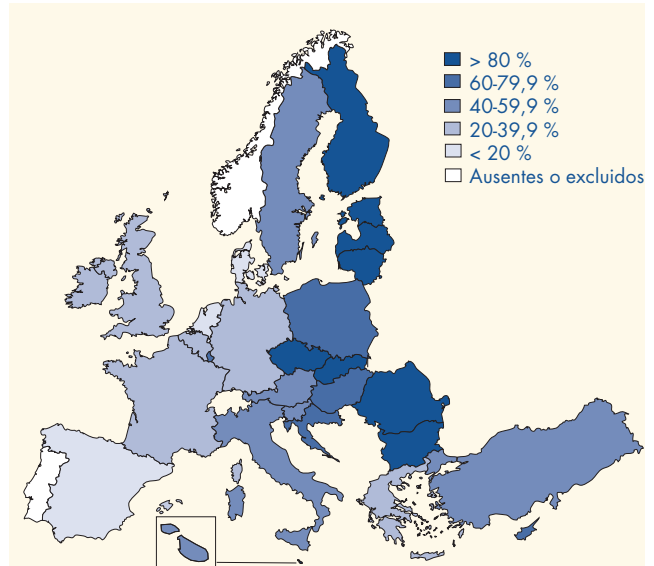 > 80 %
60-79,9 %
40-59,9 %
20-39,9 %
< 20 %
Ausentes o excluidos